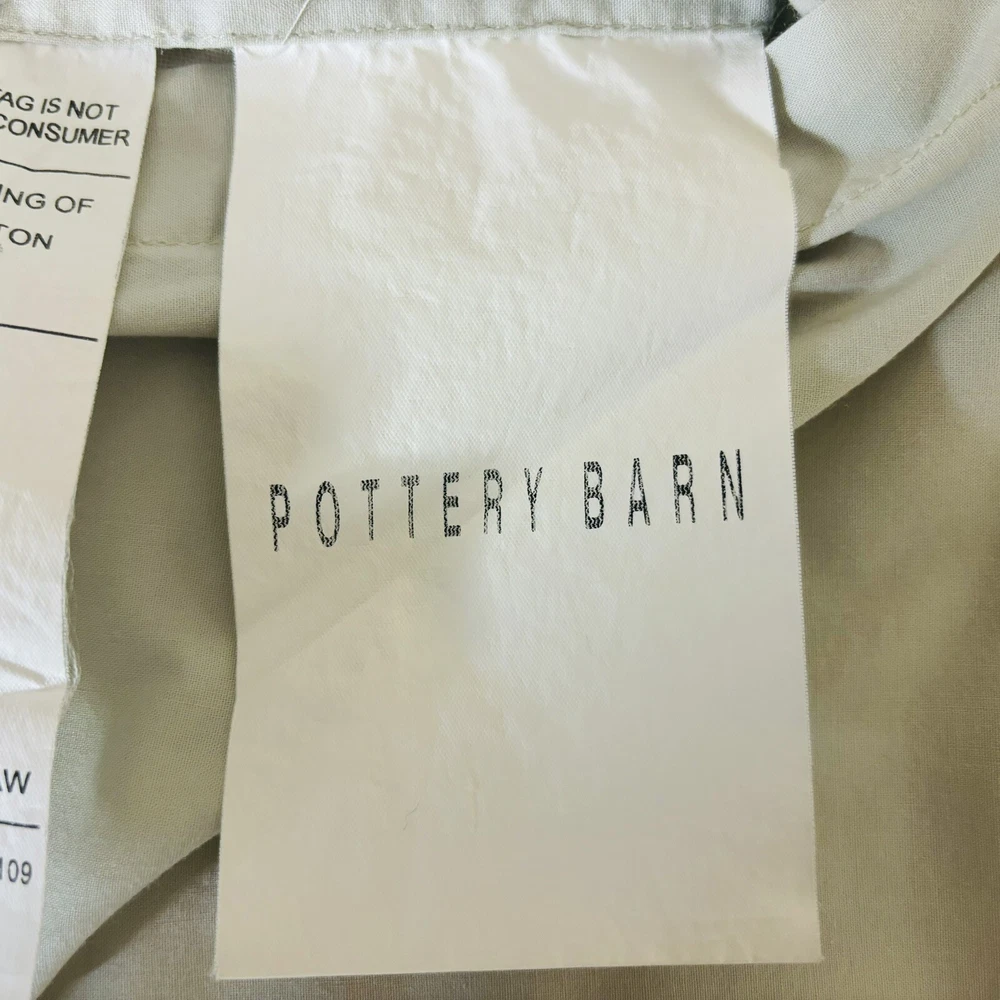 AG IS NOT
CONSUMER
ING OF
TON
AW
109
POTTERY BARN